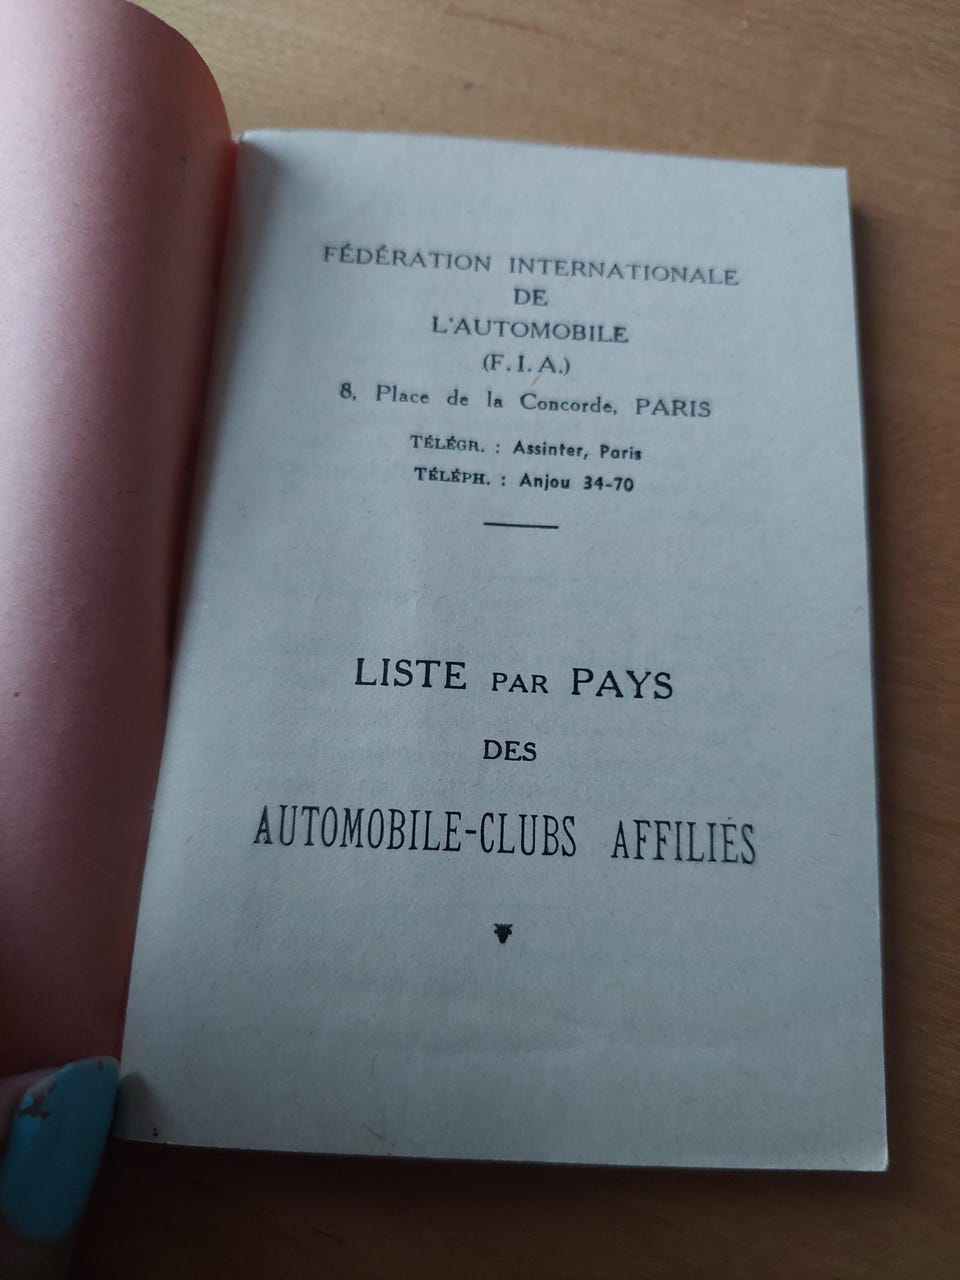 FÉDÉRATION INTERNATIONALE
DE
L'AUTOMOBILE
(F.I.A.)
8, Place de la Concorde, PARIS
TÉLÉGR. : Assinter, Paris
TÉLÉPH. : Anjou 34-70
LISTE PAR PAYS
DES
AUTOMOBILE-CLUBS AFFILIÉS